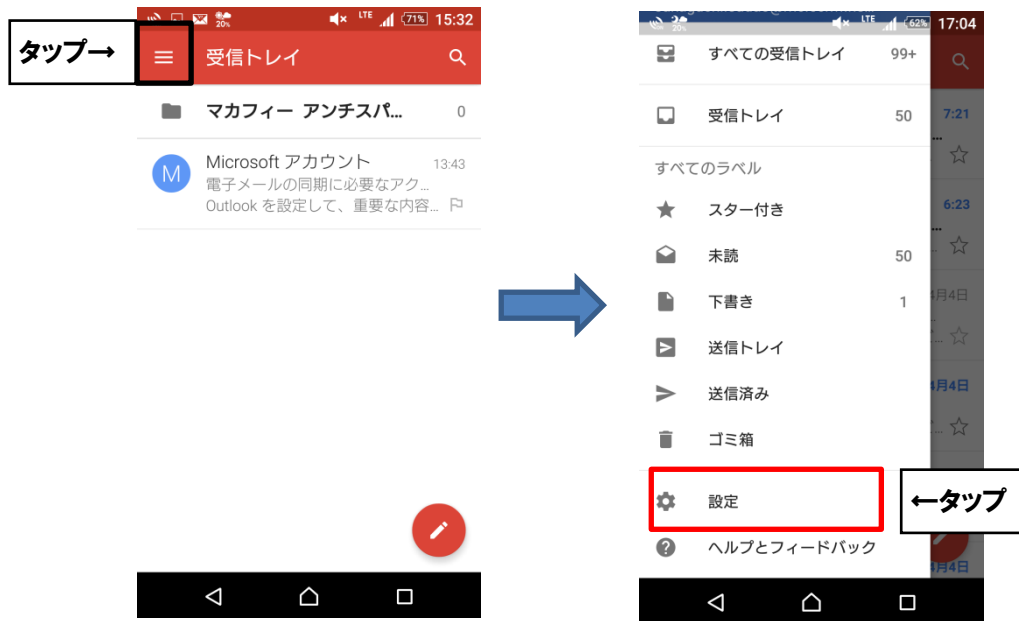 タップ→
20%
LTE
71%
15:32
受信トレイ
マカフィー アンチスパ...
0
M
Microsoft アカウント
13:43
電子メールの同期に必要なアク...
Outlook を設定して、重要な内容...
20%
LTE
62%
17:04
すべての受信トレイ
99+
受信トレイ
50
7:21
すべてのラベル
スター付き
6:23
未読
50
下書き
1
4月4日
送信トレイ
送信済み
4月4日
ゴミ箱
設定
←タップ
ヘルプとフィードバック
4月4日